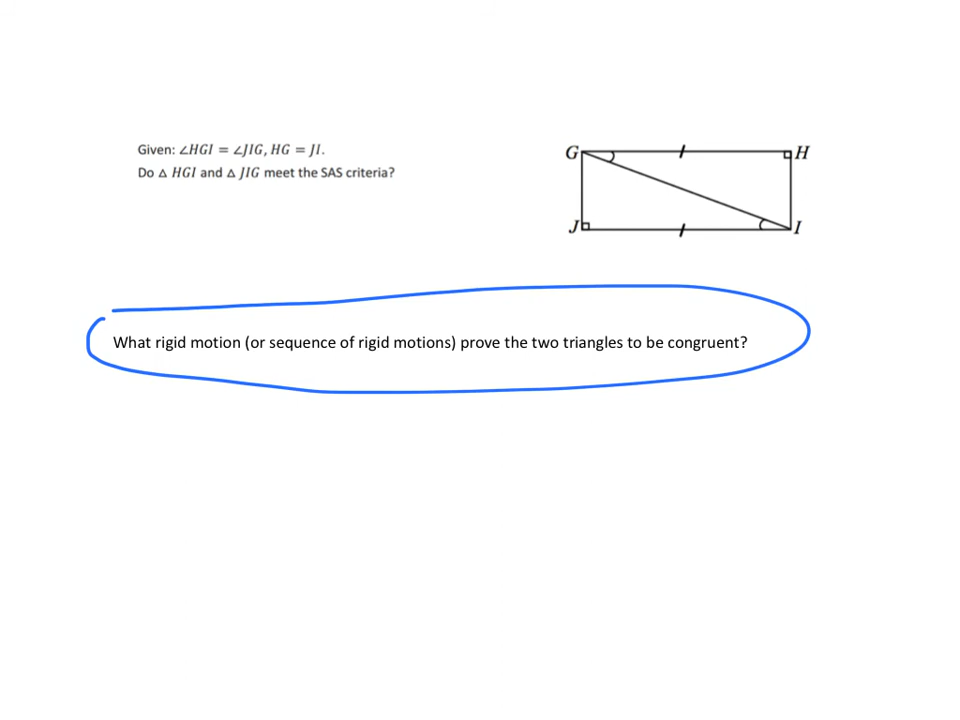 Given: ∠HGI = ∠JIG, HG = JI.
Do △ HGI and △ JIG meet the SAS criteria?
G
H
J
I
What rigid motion (or sequence of rigid motions) prove the two triangles to be congruent?